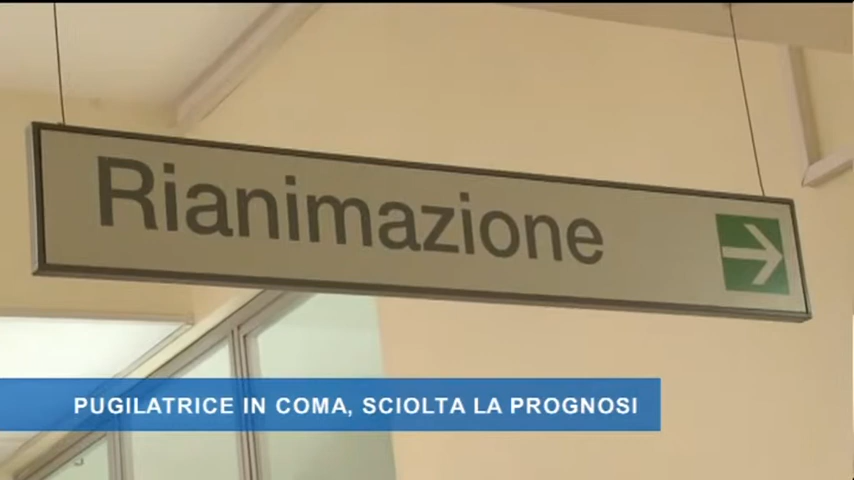 Rianimazione
PUGILATRICE IN COMA, SCIOLTA LA PROGNOSI